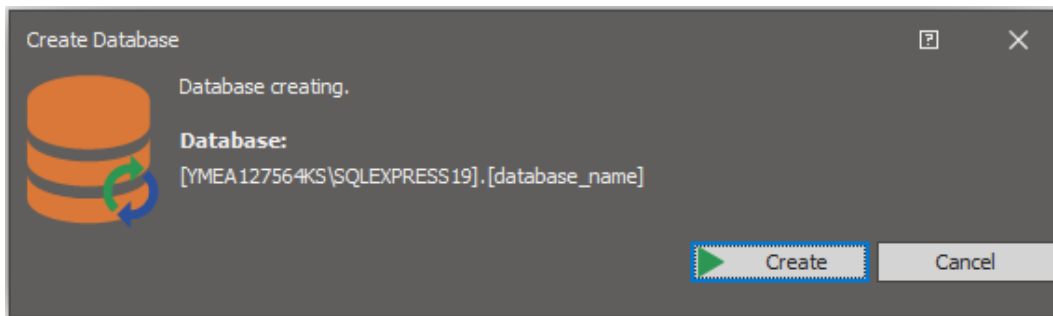 Create Database
Database creating.
Database:
[YMEA127564KS\SQLEXPRESS19].[database_name]
Create
Cancel